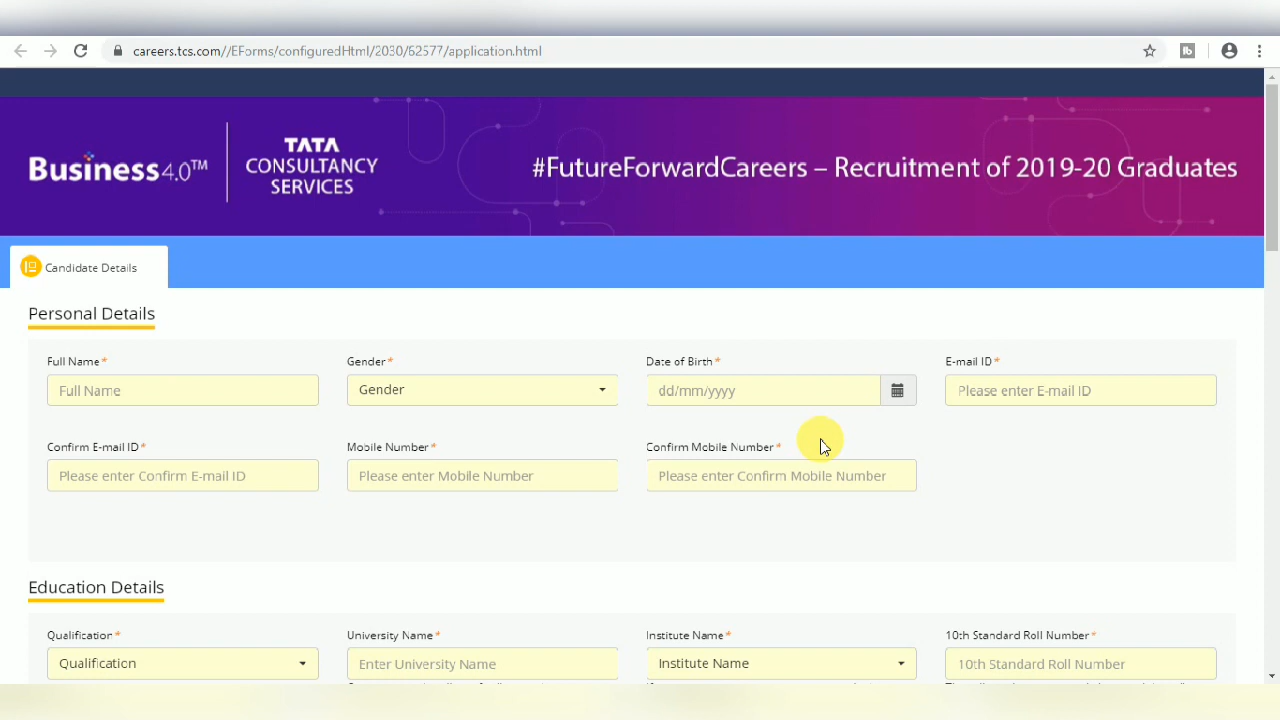 careers.tcs.com//EForms/configuredHtml/2030/62577/application.html
Business4.0™
TATA
CONSULTANCY
SERVICES
#FutureForwardCareers – Recruitment of 2019-20 Graduates
Candidate Details
Personal Details
Full Name* Gender* Date of Birth* E-mail ID*
Full Name Gender dd/mm/yyyy Please enter E-mail ID
Confirm E-mail ID* Mobile Number* Confirm Mobile Number*
Please enter Confirm E-mail ID Please enter Mobile Number Please enter Confirm Mobile Number
Education Details
Qualification* University Name* Institute Name* 10th Standard Roll Number*
Qualification Enter University Name Institute Name 10th Standard Roll Number